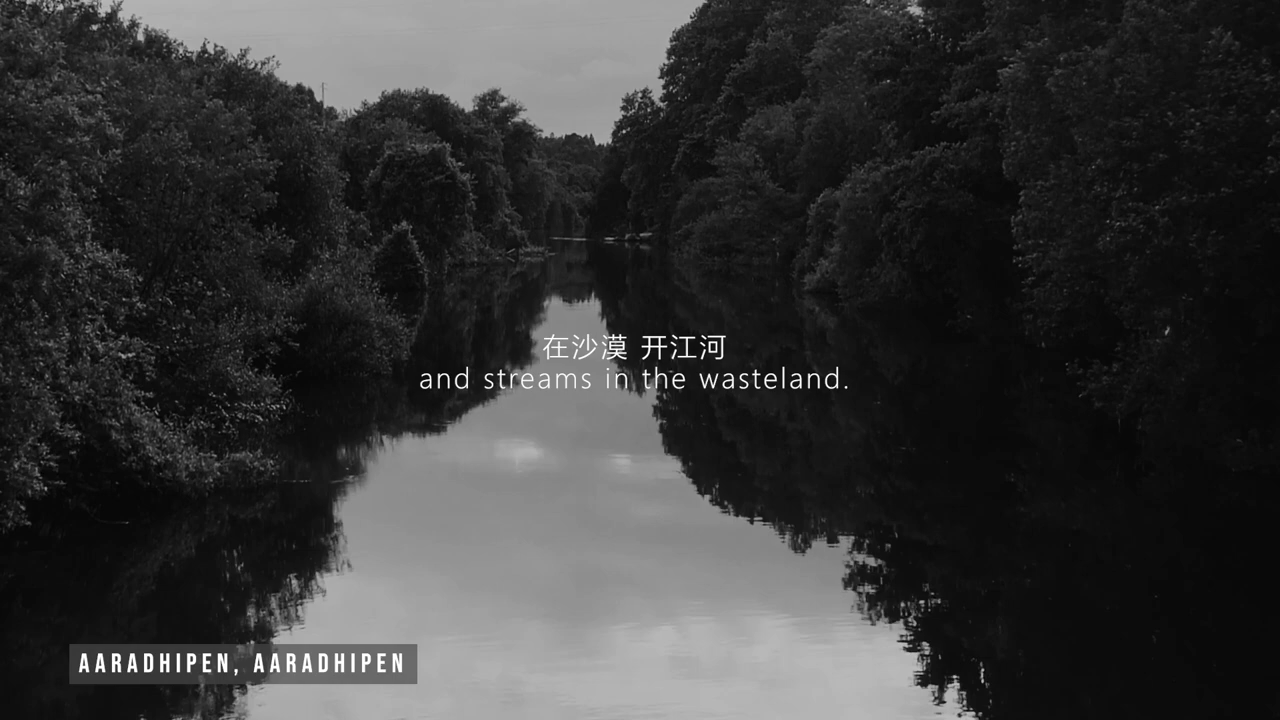 在沙漠 开江河
and streams in the wasteland.
AARADHIPEN, AARADHIPEN